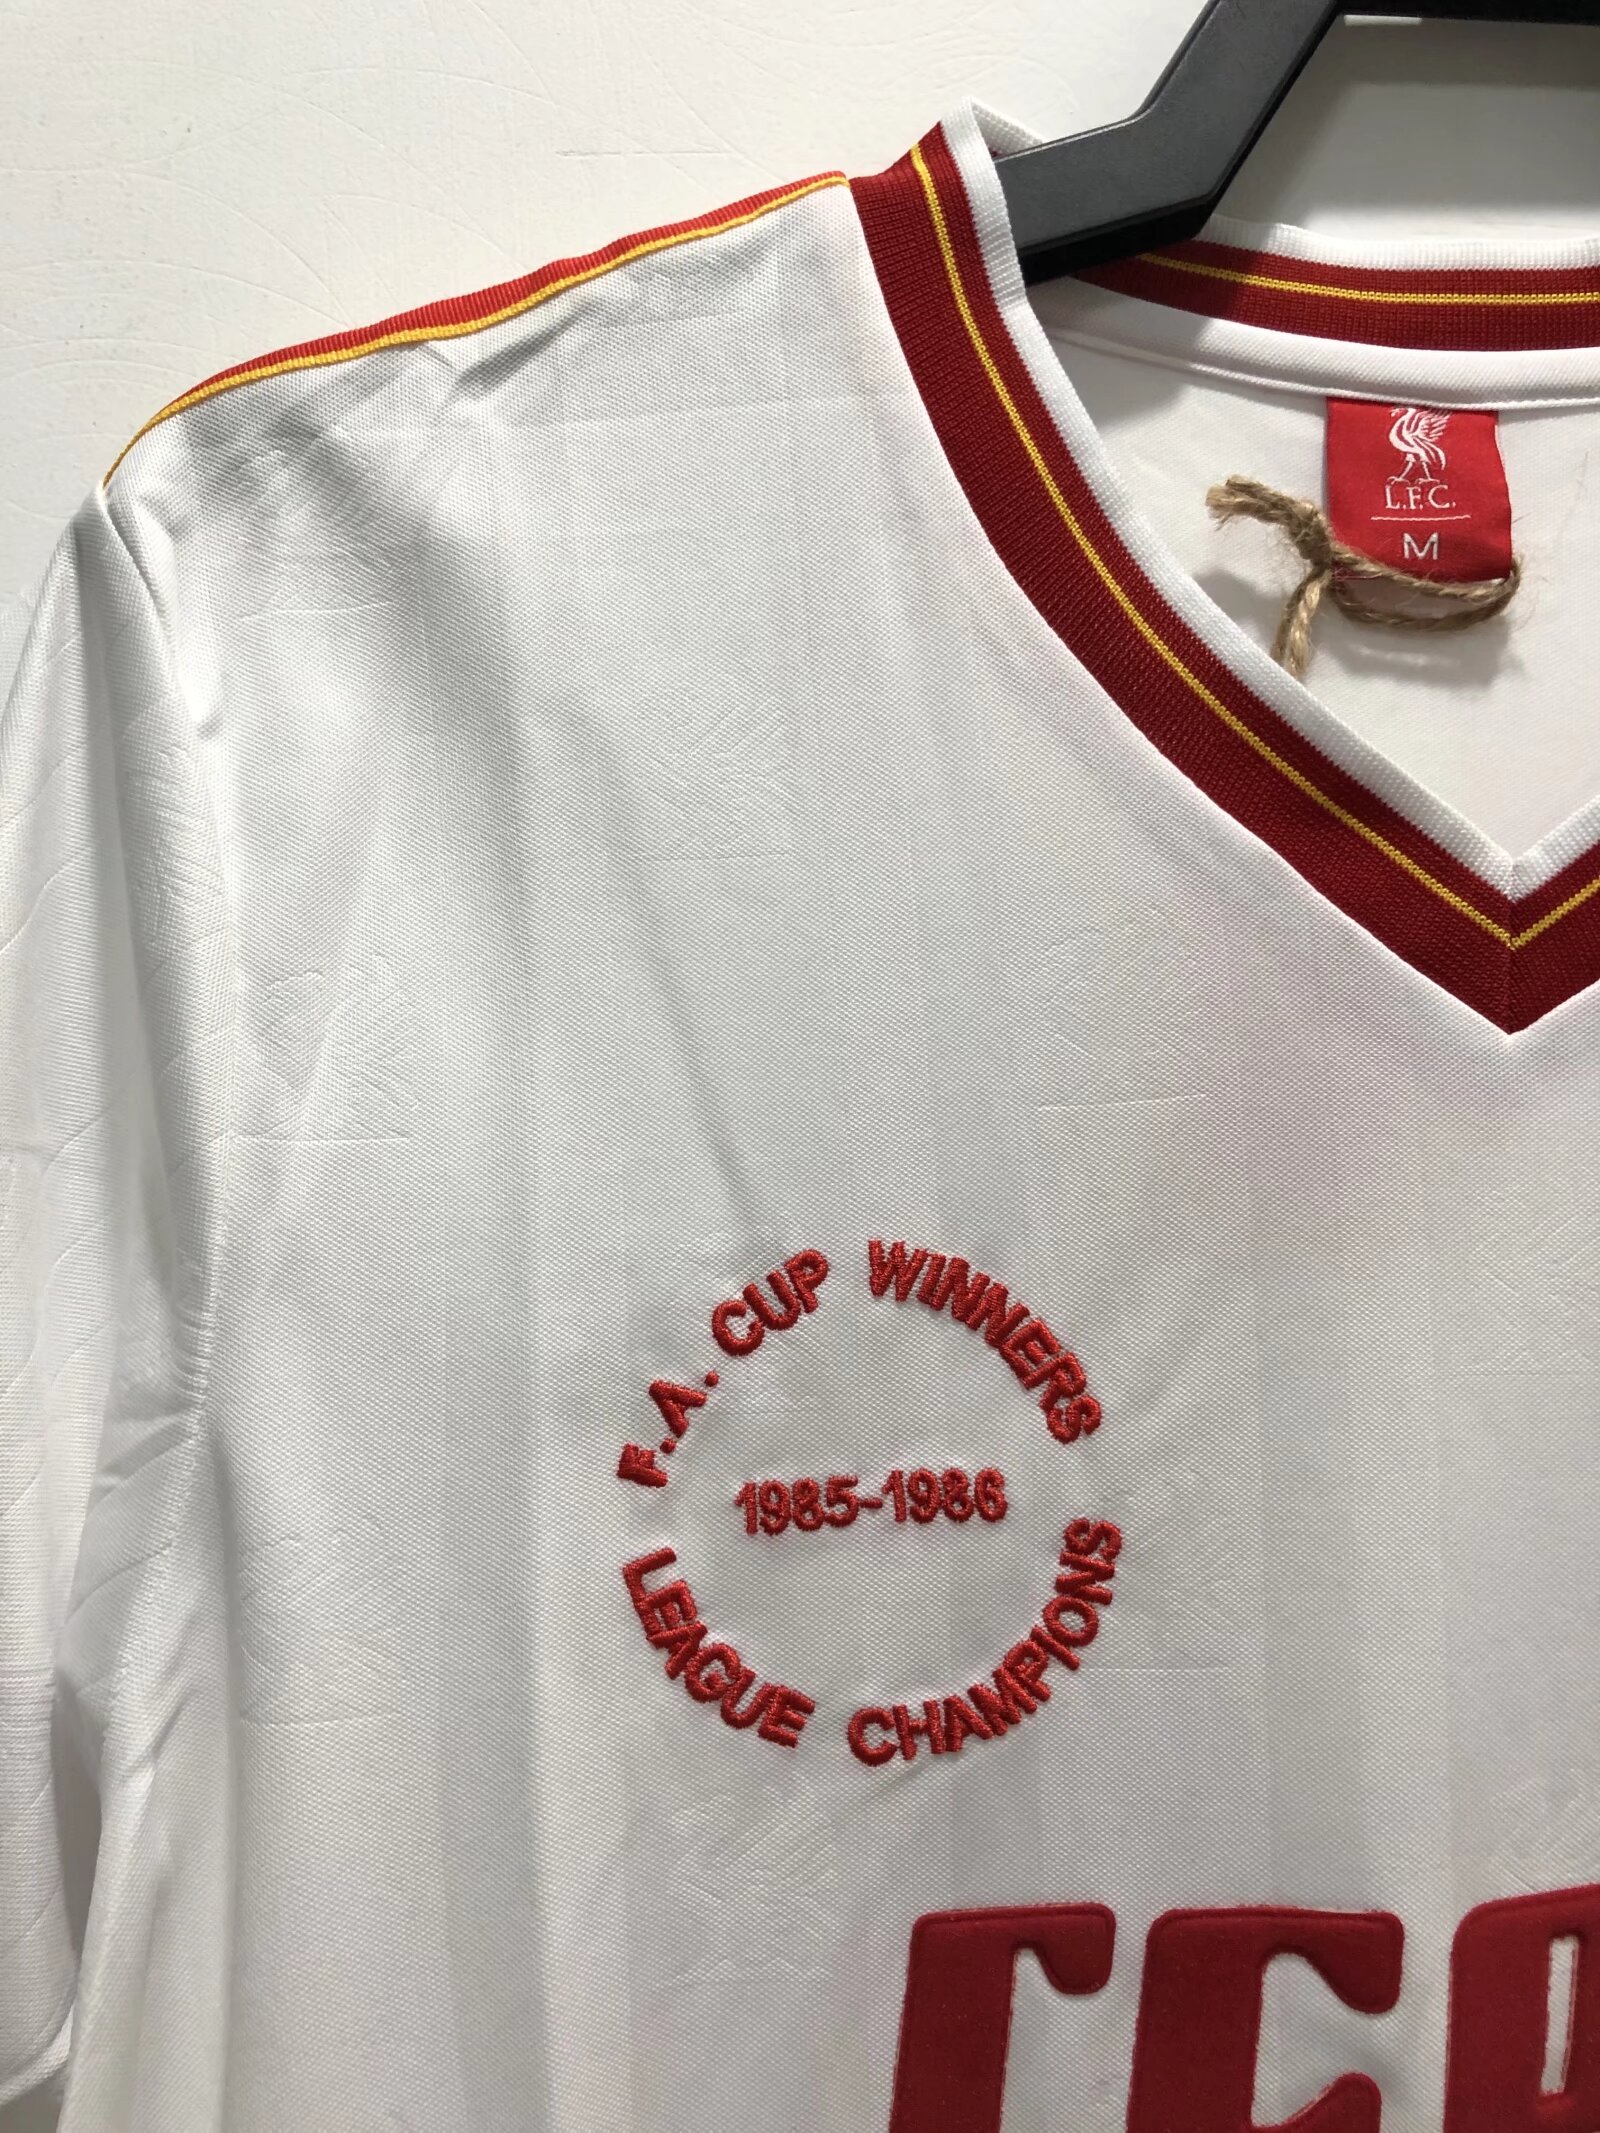 L.F.C.
M
F.A. CUP WINNERS
1985-1986
LEAGUE CHAMPIONS